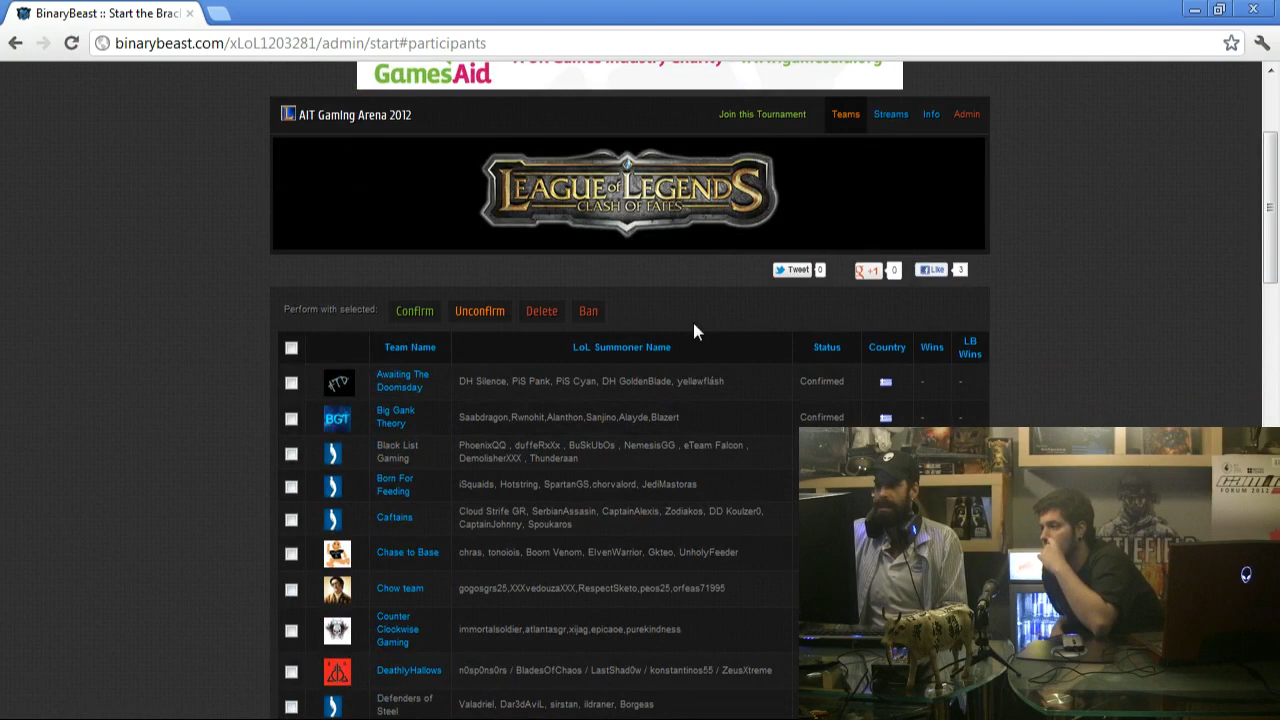 BinaryBeast :: Start the Brac
binarybeast.com/xLoL1203281/admin/start#participants
GamesAid
AIT Gaming Arena 2012
Join this Tournament Teams Streams Info Admin
LEAGUE of LEGENDS
CLASH OF FATES
Tweet 0 +1 0 Like 3
Perform with selected: Confirm Unconfirm Delete Ban
Team Name LoL Summoner Name Status Country Wins LB Wins
Awaiting The Doomsday DH Silence, PiS Pank, PiS Cyan, DH GoldenBlade, yelløwflásh Confirmed - -
BGT Big Gank Theory Saabdragon,Rwnohit,Alanthon,Sanjino,Alayde,Blazert Confirmed - -
Black List Gaming PhoenixQQ , duffeRxXx , BuSkUbOs , NemesisGG , eTeam Falcon , DemolisherXXX , Thunderaan
Born For Feeding iSquaids, Hotstring, SpartanGS,chorvalord, JediMastoras
Caftains Cloud Strife GR, SerbianAssasin, CaptainAlexis, Zodiakos, DD Koulzer0, CaptainJohnny, Spoukaros
Chase to Base chras, tonoiois, Boom Venom, ElvenWarrior, Gkteo, UnholyFeeder
Chow team gogosgrs25,XXXvedouzaXXX,RespectSketo,peos25,orfeas71995
Counter Clockwise Gaming immortalsoldier,atlantasgr,xijag,epicaoe,purekindness
DeathlyHallows n0sp0ns0rs / BladesOfChaos / LastShad0w / konstantinos55 / ZeusXtreme
Defenders of Steel Valadriel, Dar3dAviL, sirstan, ildraner, Borgeas